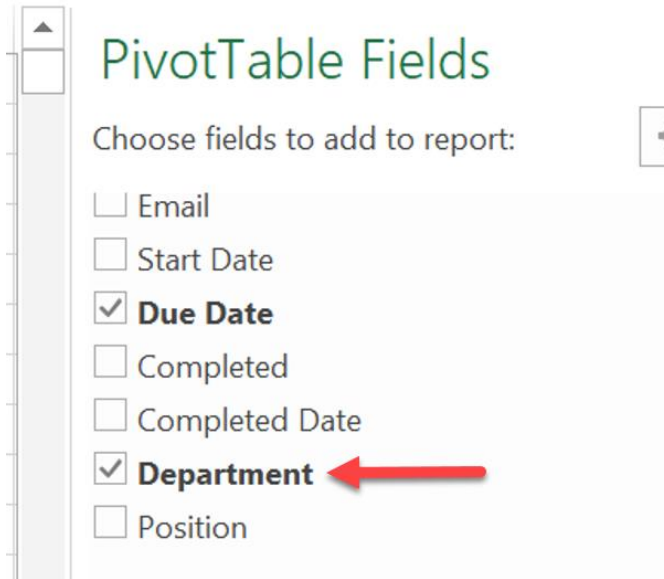 PivotTable Fields
Choose fields to add to report:
Email
Start Date
Due Date
Completed
Completed Date
Department
Position